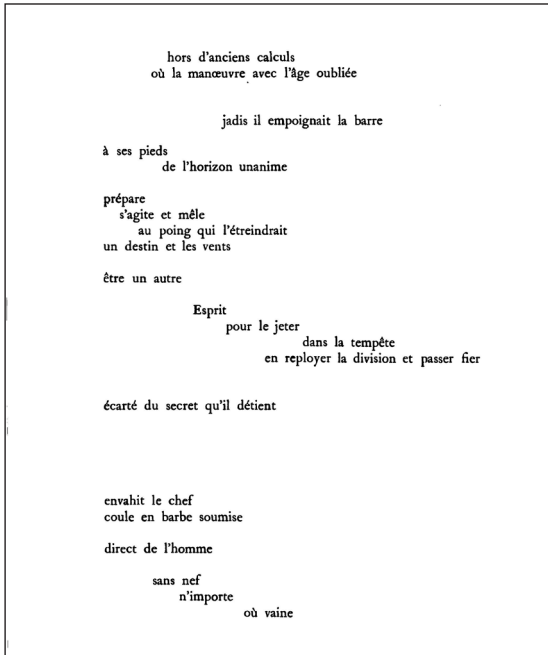 hors d'anciens calculs
où la manœuvre avec l'âge oubliée
jadis il empoignait la barre
à ses pieds
de l'horizon unanime
prépare
s'agite et mêle
au poing qui l'étreindrait
un destin et les vents
être un autre
Esprit
pour le jeter
dans la tempête
en reployer la division et passer fier
écarté du secret qu'il détient
envahit le chef
coule en barbe soumise
direct de l'homme
sans nef
n'importe
où vaine